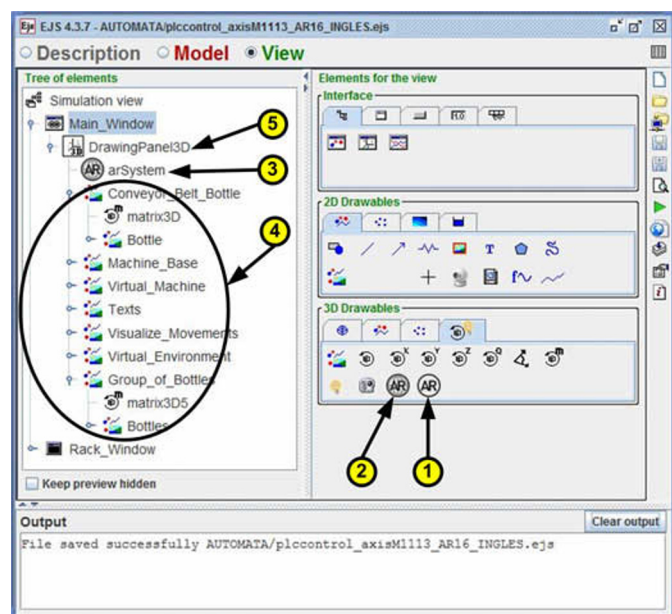 Ejs EJS 4.3.7 - AUTOMATA/plccontrol_axisM1113_AR16_INGLES.ejs
Description Model View
Tree of elements
Simulation view
Main_Window
DrawingPanel3D
arSystem
Conveyor_Belt_Bottle
matrix3D
Bottle
Machine_Base
Virtual_Machine
Texts
Visualize_Movements
Virtual_Environment
Group_of_Bottles
matrix3D5
Bottles
Rack_Window
Keep preview hidden
5
3
4
Elements for the view
Interface
2D Drawables
T
3D Drawables
X Y Z Q m
AR AR
2 1
Output
Clear output
File saved successfully AUTOMATA/plccontrol_axisM1113_AR16_INGLES.ejs